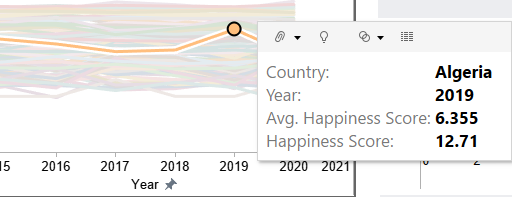 Country: Algeria
Year: 2019
Avg. Happiness Score: 6.355
Happiness Score: 12.71
15 2016 2017 2018 2019 2020 2021 0 2
Year